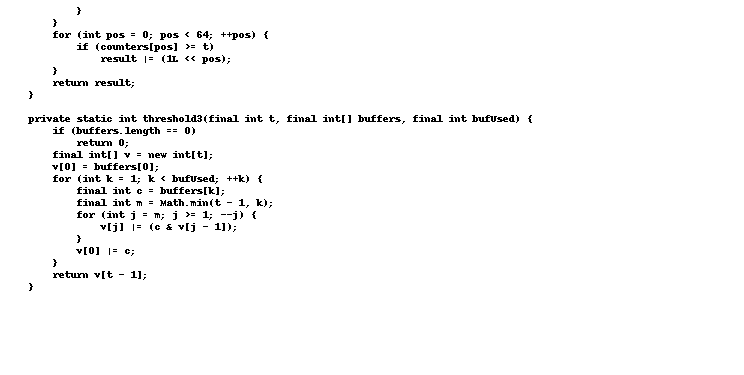 }
}
for (int pos = 0; pos < 64; ++pos) {
if (counters[pos] >= t)
result |= (1L << pos);
}
return result;
}
private static int threshold3(final int t, final int[] buffers, final int bufUsed) {
if (buffers.length == 0)
return 0;
final int[] v = new int[t];
v[0] = buffers[0];
for (int k = 1; k < bufUsed; ++k) {
final int c = buffers[k];
final int m = Math.min(t - 1, k);
for (int j = m; j >= 1; --j) {
v[j] |= (c & v[j - 1]);
}
v[0] |= c;
}
return v[t - 1];
}